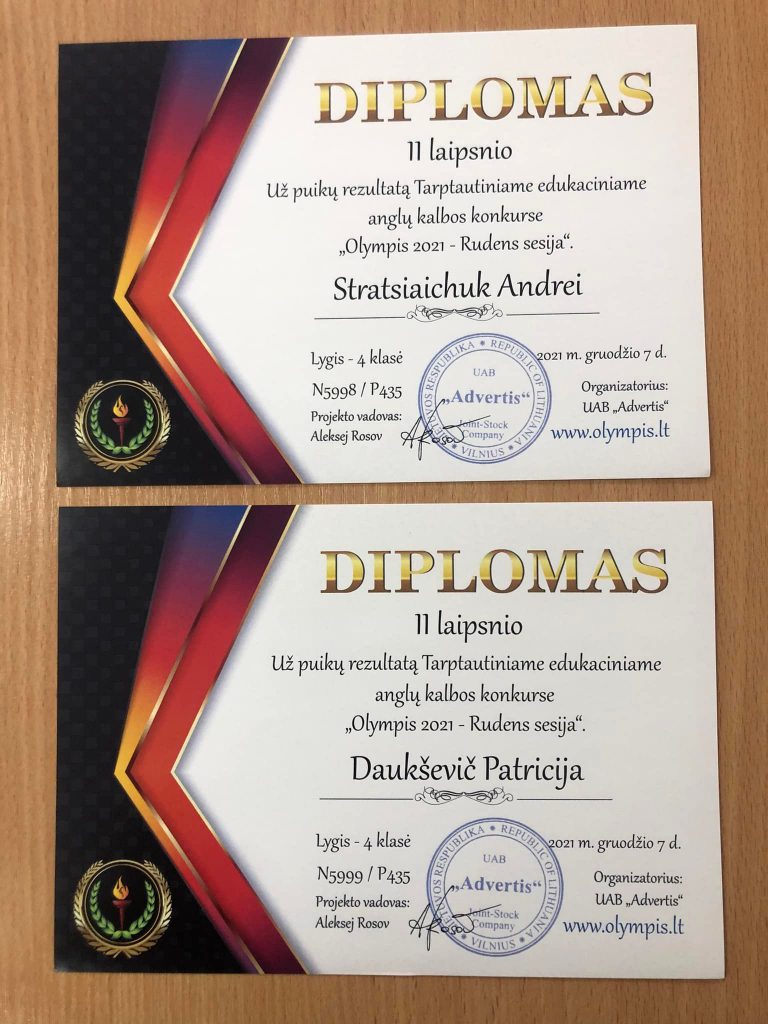 DIPLOMAS
II laipsnio
Už puikų rezultatą Tarptautiniame edukaciniame
anglų kalbos konkurse
„Olympis 2021 - Rudens sesija“.
Stratsiaichuk Andrei
Lygis - 4 klasė
N5998 / P435
Projekto vadovas:
Aleksej Rosov
LIETUVOS RESPUBLIKA * REPUBLIC OF LITHUANIA
UAB
„Advertis“
Joint-Stock
Company
* VILNIUS *
2021 m. gruodžio 7 d.
Organizatorius:
UAB „Advertis“
www.olympis.lt
DIPLOMAS
II laipsnio
Už puikų rezultatą Tarptautiniame edukaciniame
anglų kalbos konkurse
„Olympis 2021 - Rudens sesija“.
Daukševič Patricija
Lygis - 4 klasė
N5999 / P435
Projekto vadovas:
Aleksej Rosov
LIETUVOS RESPUBLIKA * REPUBLIC OF LITHUANIA
UAB
„Advertis“
Joint-Stock
Company
* VILNIUS *
2021 m. gruodžio 7 d.
Organizatorius:
UAB „Advertis“
www.olympis.lt